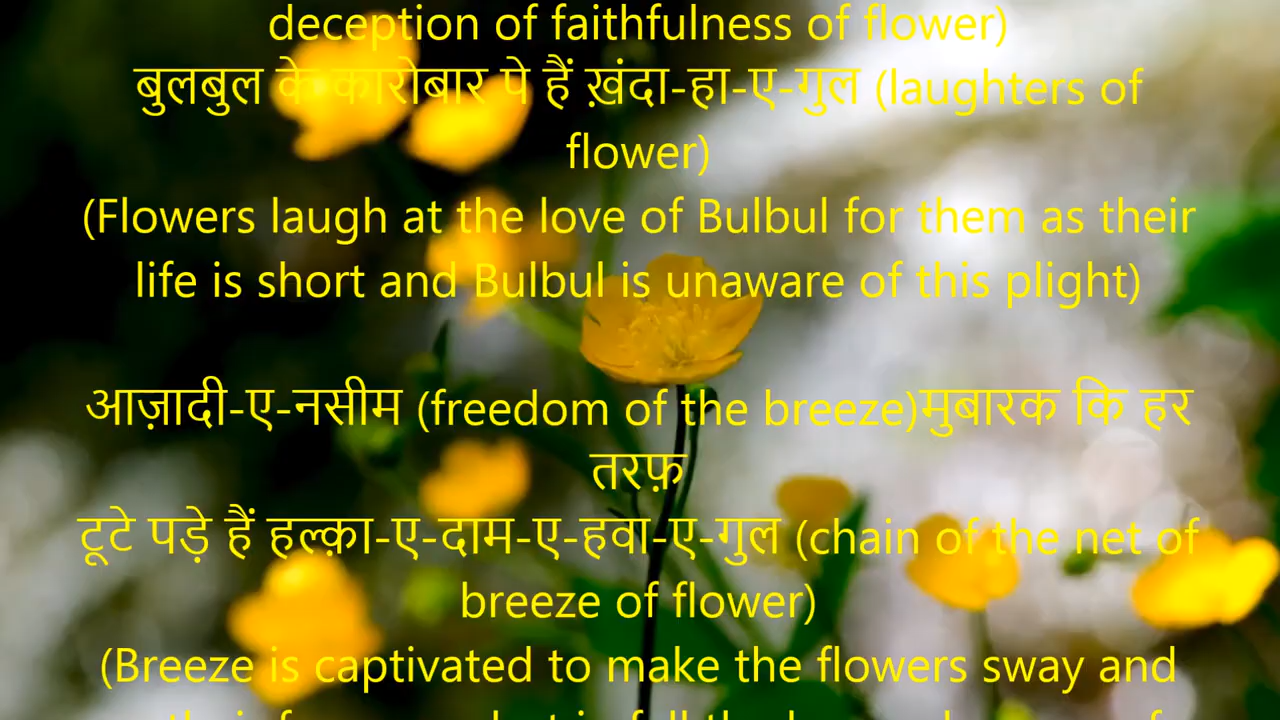 deception of faithfulness of flower)
बुलबुल के कारोबार पे हैं ख़ंदा-हा-ए-गुल (laughters of
flower)
(Flowers laugh at the love of Bulbul for them as their
life is short and Bulbul is unaware of this plight)
आज़ादी-ए-नसीम (freedom of the breeze)मुबारक कि हर
तरफ़
टूटे पड़े हैं हल्क़ा-ए-दाम-ए-हवा-ए-गुल (chain of the net of
breeze of flower)
(Breeze is captivated to make the flowers sway and